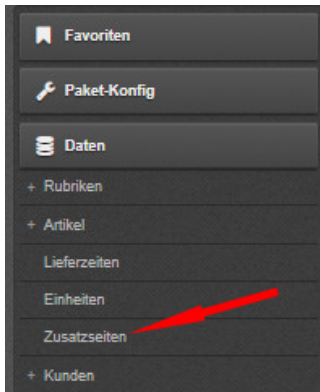 Favoriten
Paket-Konfig
Daten
+ Rubriken
+ Artikel
Lieferzeiten
Einheiten
Zusatzseiten
+ Kunden